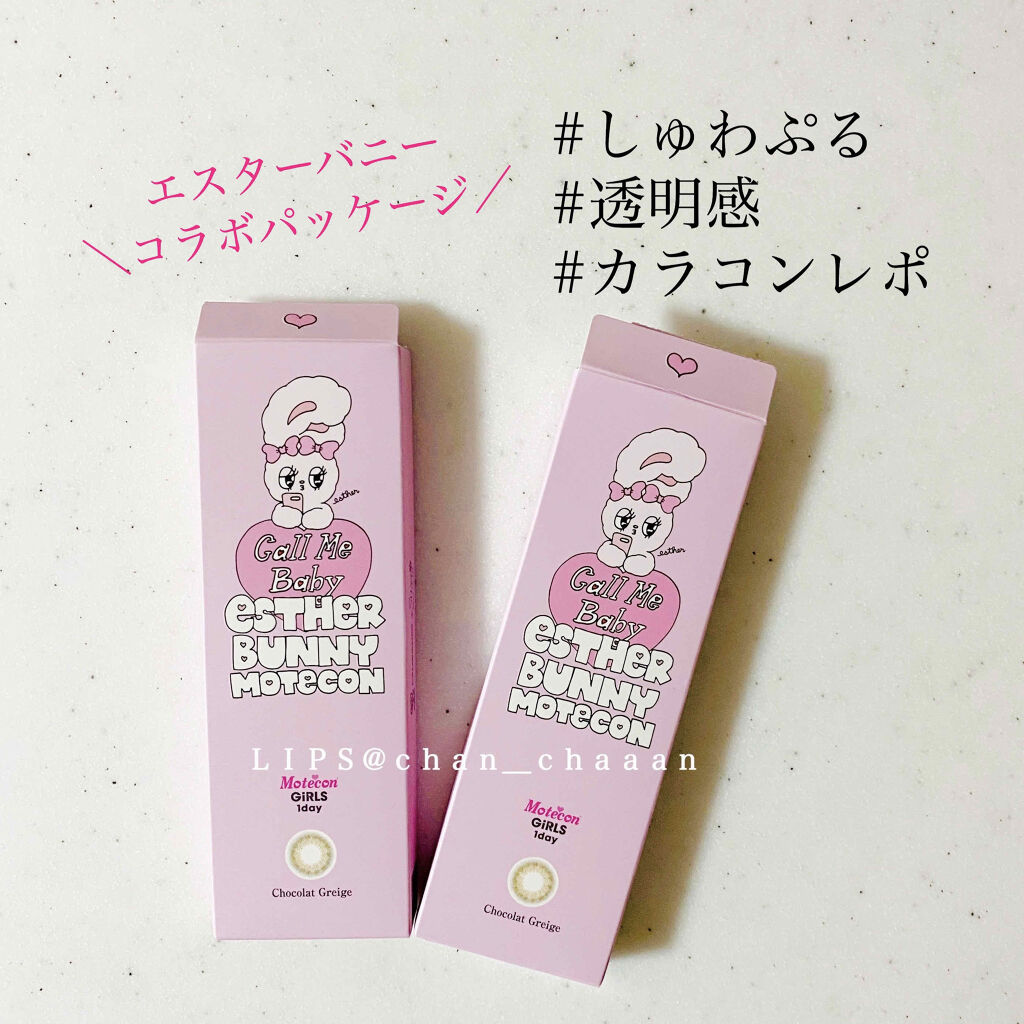 エスターバニー
＼コラボパッケージ／
#しゅわぷる
#透明感
#カラコンレポ
esther
Call Me
Baby
esTHeR
BUNNY
MOTeCON
Motecon
GiRLS
1day
Chocolat Greige
esther
Call Me
Baby
esTHeR
BUNNY
MOTeCON
Motecon
GiRLS
1day
Chocolat Greige
LIPS@chan_chaaan